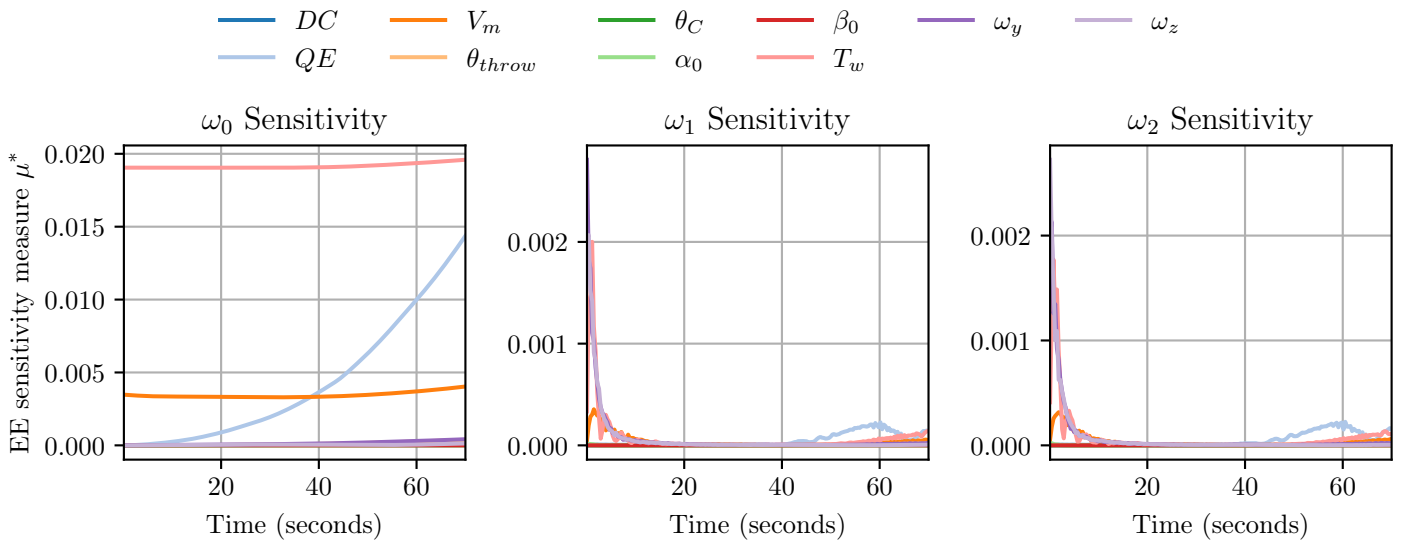 DC V_m θ_C β_0 ω_y ω_z
QE θ_throw α_0 T_w
ω_0 Sensitivity ω_1 Sensitivity ω_2 Sensitivity
EE sensitivity measure μ*
0.020
0.015
0.010
0.005
0.000
20 40 60
Time (seconds)
0.002
0.001
0.000
20 40 60
Time (seconds)
0.002
0.001
0.000
20 40 60
Time (seconds)